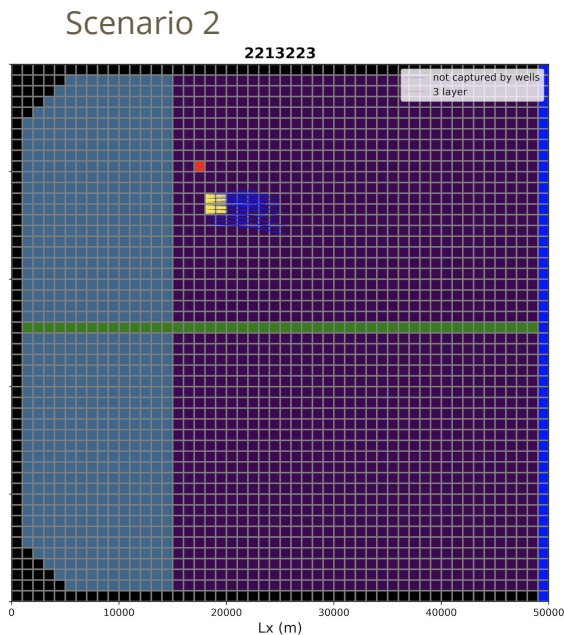 Scenario 2
2213223
not captured by wells
3 layer
0 10000 20000 30000 40000 50000
Lx (m)